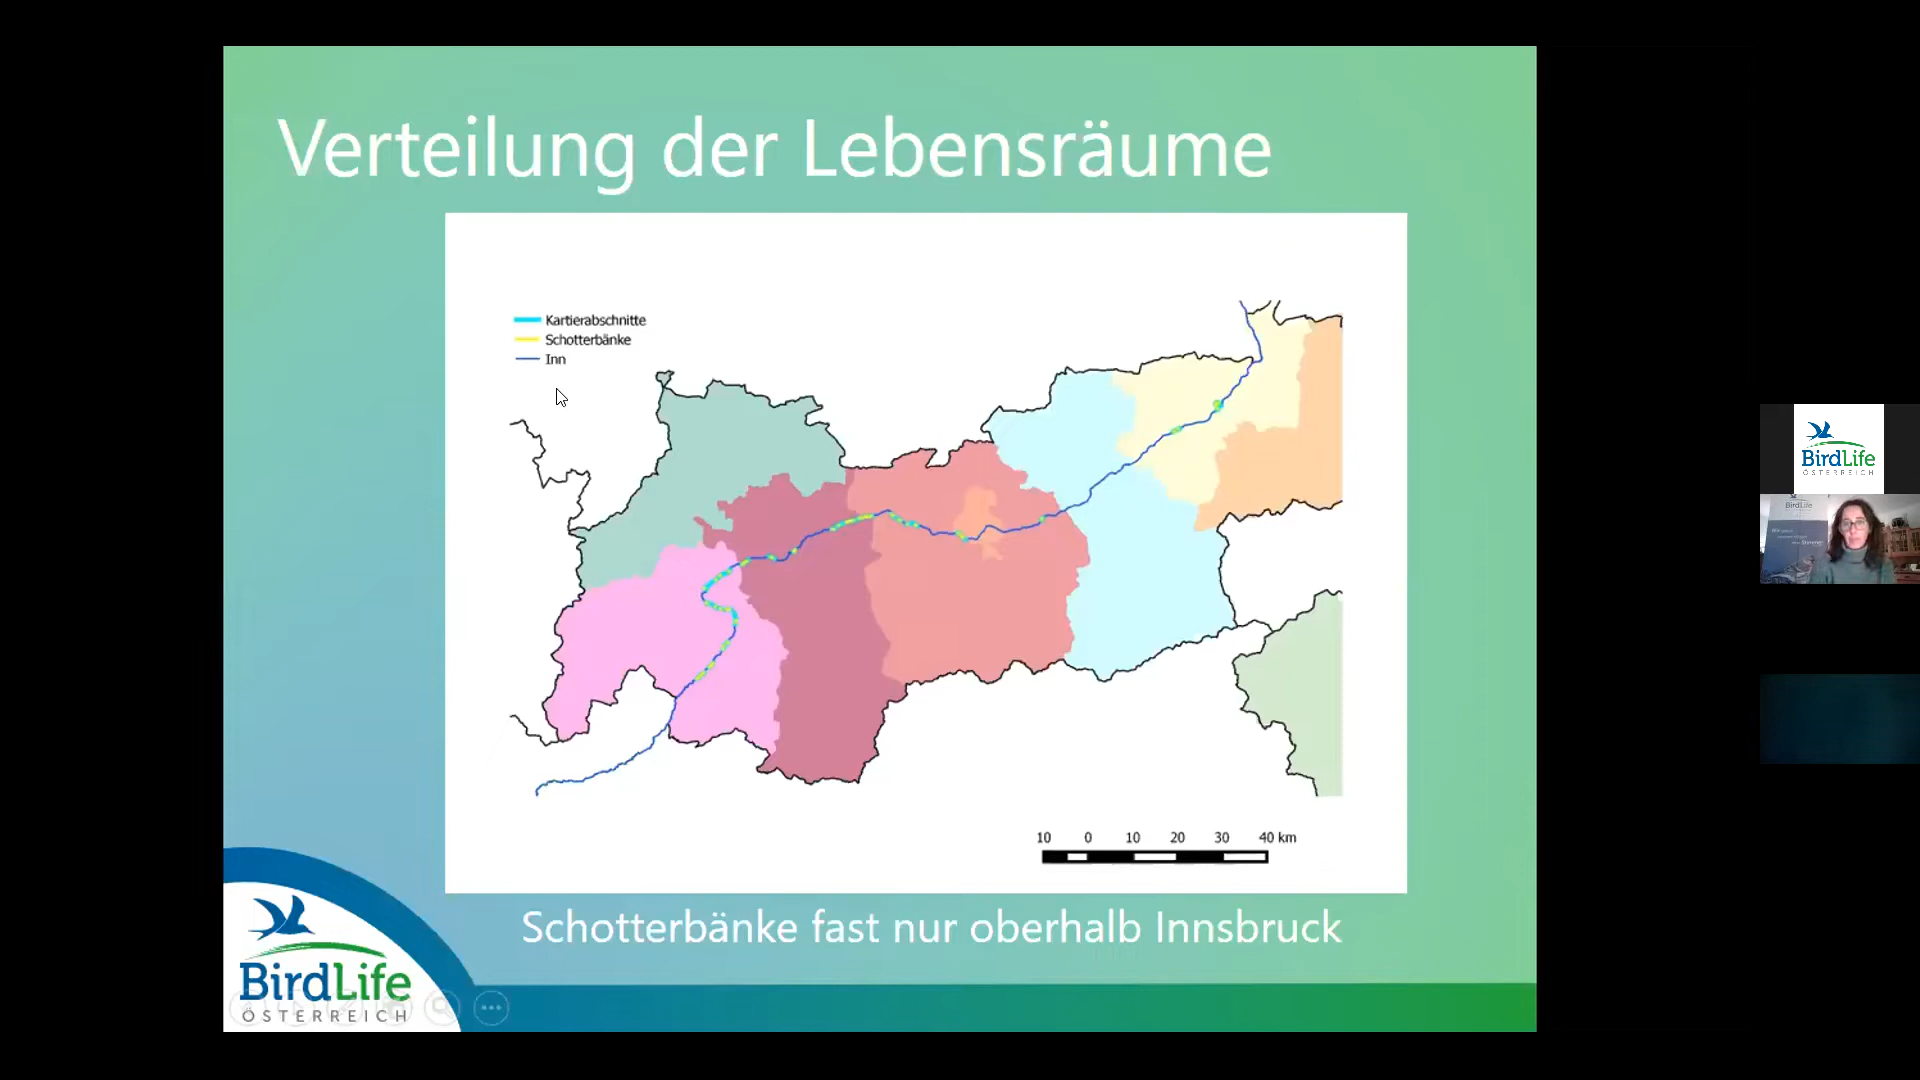 Verteilung der Lebensräume
Kartierabschnitte
Schotterbänke
Inn
10 0 10 20 30 40 km
Schotterbänke fast nur oberhalb Innsbruck
BirdLife
ÖSTERREICH
BirdLife
ÖSTERREICH
BirdLife